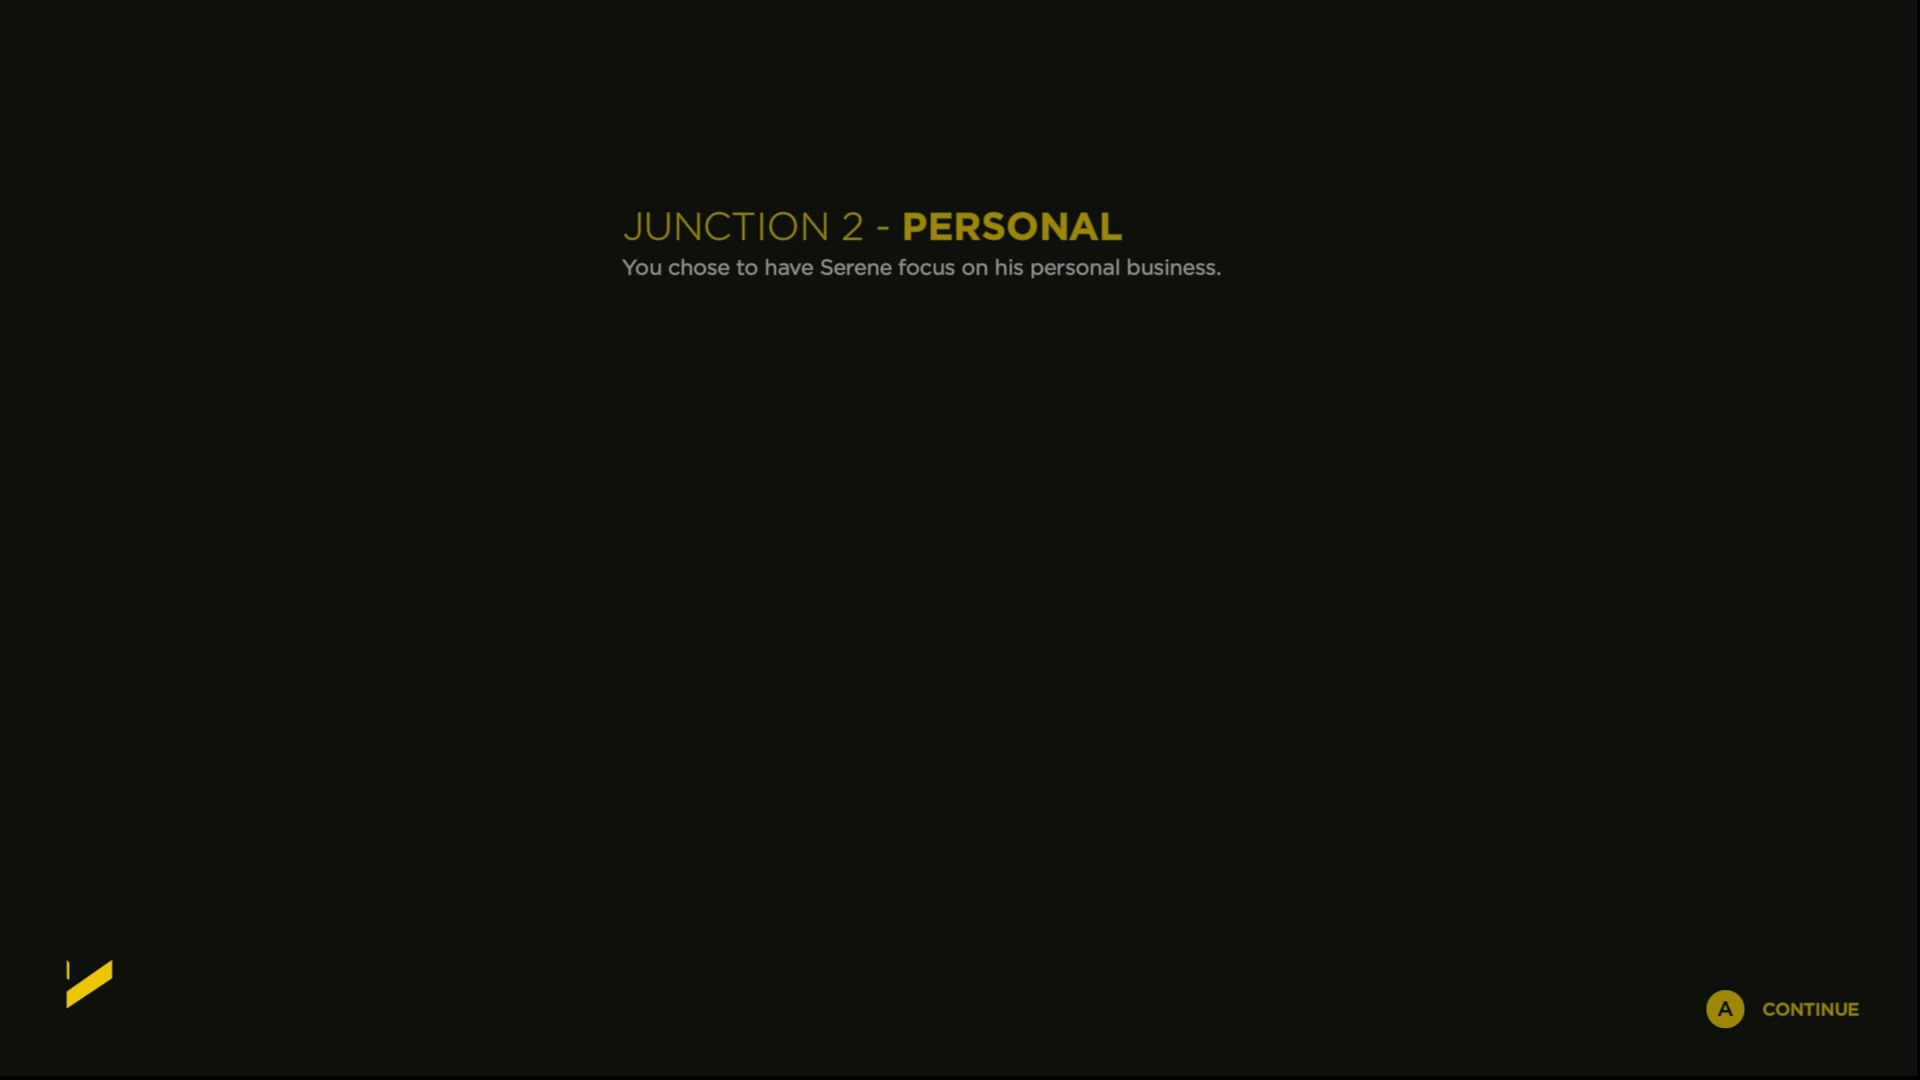 JUNCTION 2 - PERSONAL
You chose to have Serene focus on his personal business.
A CONTINUE